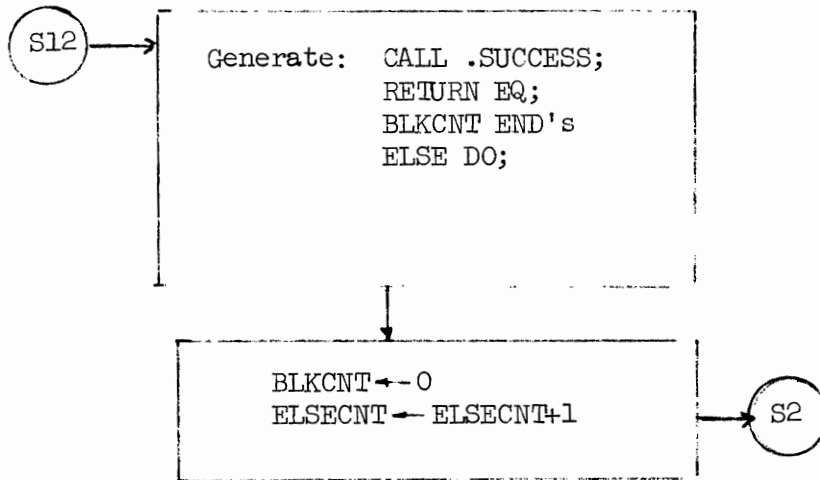 S12
Generate: CALL .SUCCESS;
RETURN EQ;
BLKCNT END's
ELSE DO;
BLKCNT ← 0
ELSECNT ← ELSECNT+1
S2